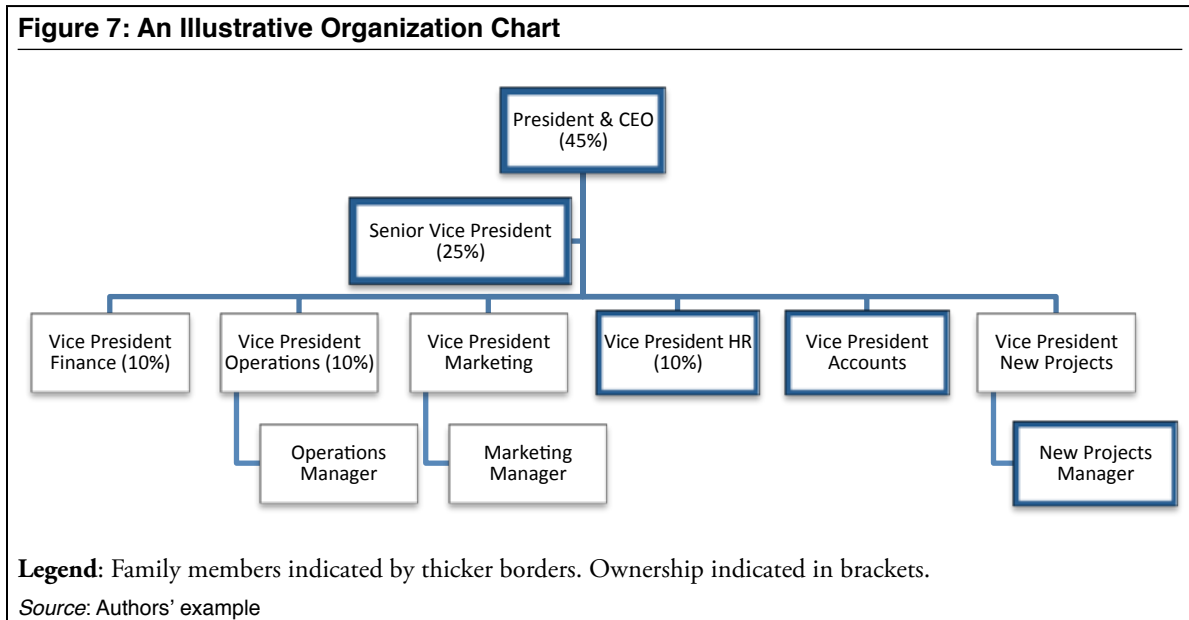 Figure 7: An Illustrative Organization Chart
President & CEO
(45%)
Senior Vice President
(25%)
Vice President
Finance (10%)
Vice President
Operations (10%)
Vice President
Marketing
Vice President HR
(10%)
Vice President
Accounts
Vice President
New Projects
Operations
Manager
Marketing
Manager
New Projects
Manager
Legend: Family members indicated by thicker borders. Ownership indicated in brackets.
Source: Authors' example